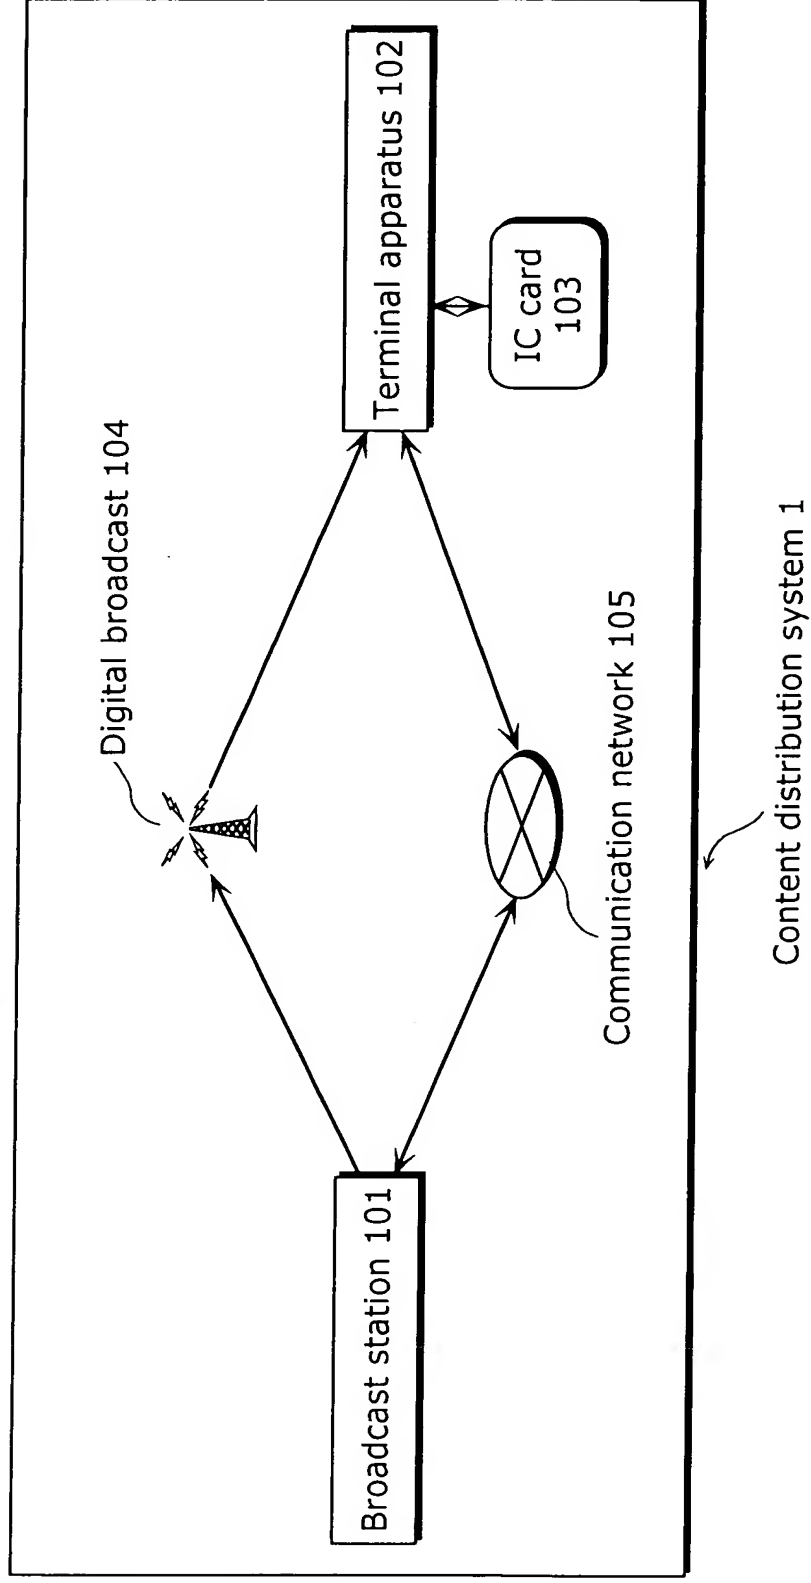 Digital broadcast 104
Broadcast station 101
Terminal apparatus 102
IC card
103
Communication network 105
Content distribution system 1